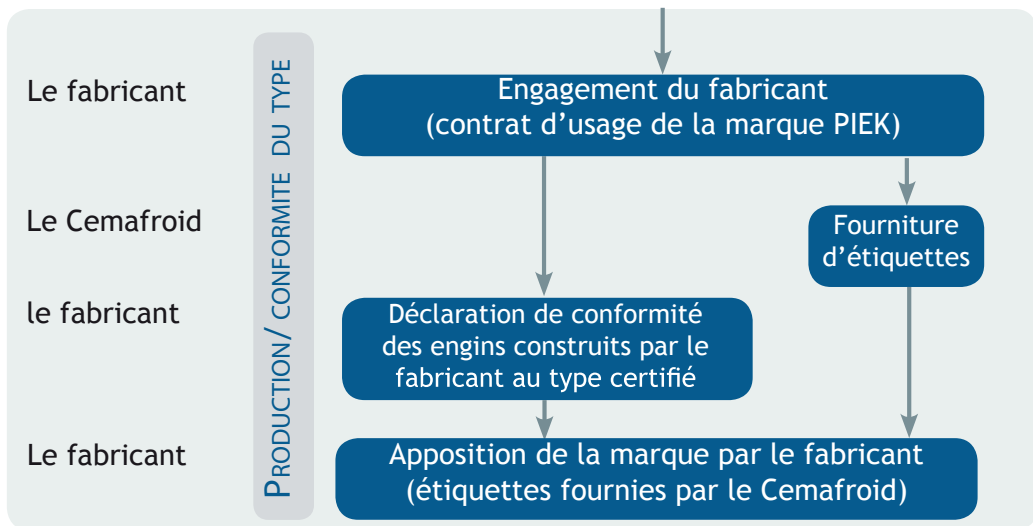 Le fabricant
Engagement du fabricant
(contrat d’usage de la marque PIEK)
Le Cemafroid
Fourniture
d’étiquettes
le fabricant
Déclaration de conformité
des engins construits par le
fabricant au type certifié
Le fabricant
Apposition de la marque par le fabricant
(étiquettes fournies par le Cemafroid)
PRODUCTION/ CONFORMITE DU TYPE